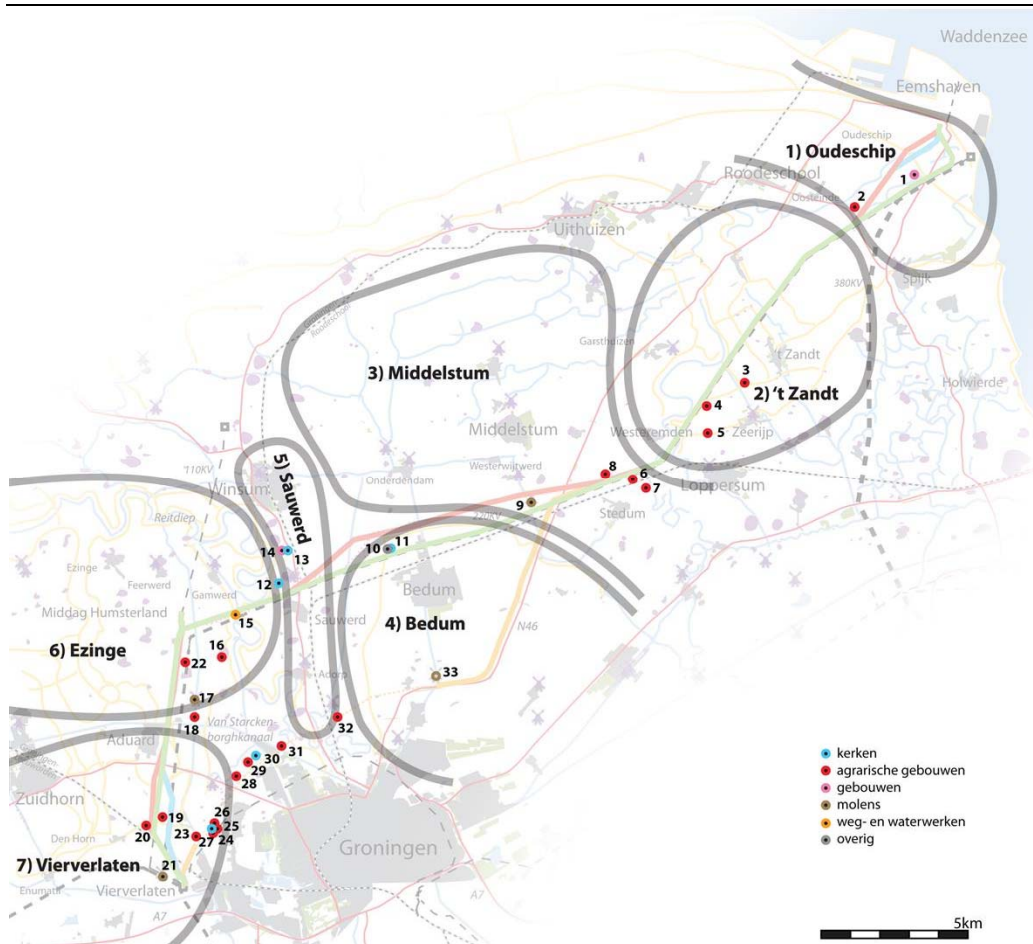 Waddenzee
Eemshaven
Oudeschip
1) Oudeschip
1
Roodeschool
Oosteinde
2
Uithuizen
Spijk
380KV
Garsthuizen
't Zandt
3) Middelstum
3
2) 't Zandt
Holwierde
4
Middelstum
Westeremden
5
Zeerijp
Westerwijtwerd
8
6
7
Loppersum
'110KV
Winsum
5) Sauwerd
Onderdendam
9
Stedum
220KV
Reitdiep
14
13
10
11
Ezinge
Feerwerd
12
Bedum
Gamwerd
Middag Humsterland
15
Sauwerd
4) Bedum
N46
6) Ezinge
16
22
33
Adorp
17
18
Van Starcken-
borghkanaal
32
Aduard
31
30
29
28
Zuidhorn
kerken
agrarische gebouwen
gebouwen
molens
weg- en waterwerken
overig
19
26
25
20
23
24
27
Den Horn
Groningen
21
7) Vierverlaten
Vierverlaten
Enumatil
A7
A7
5km